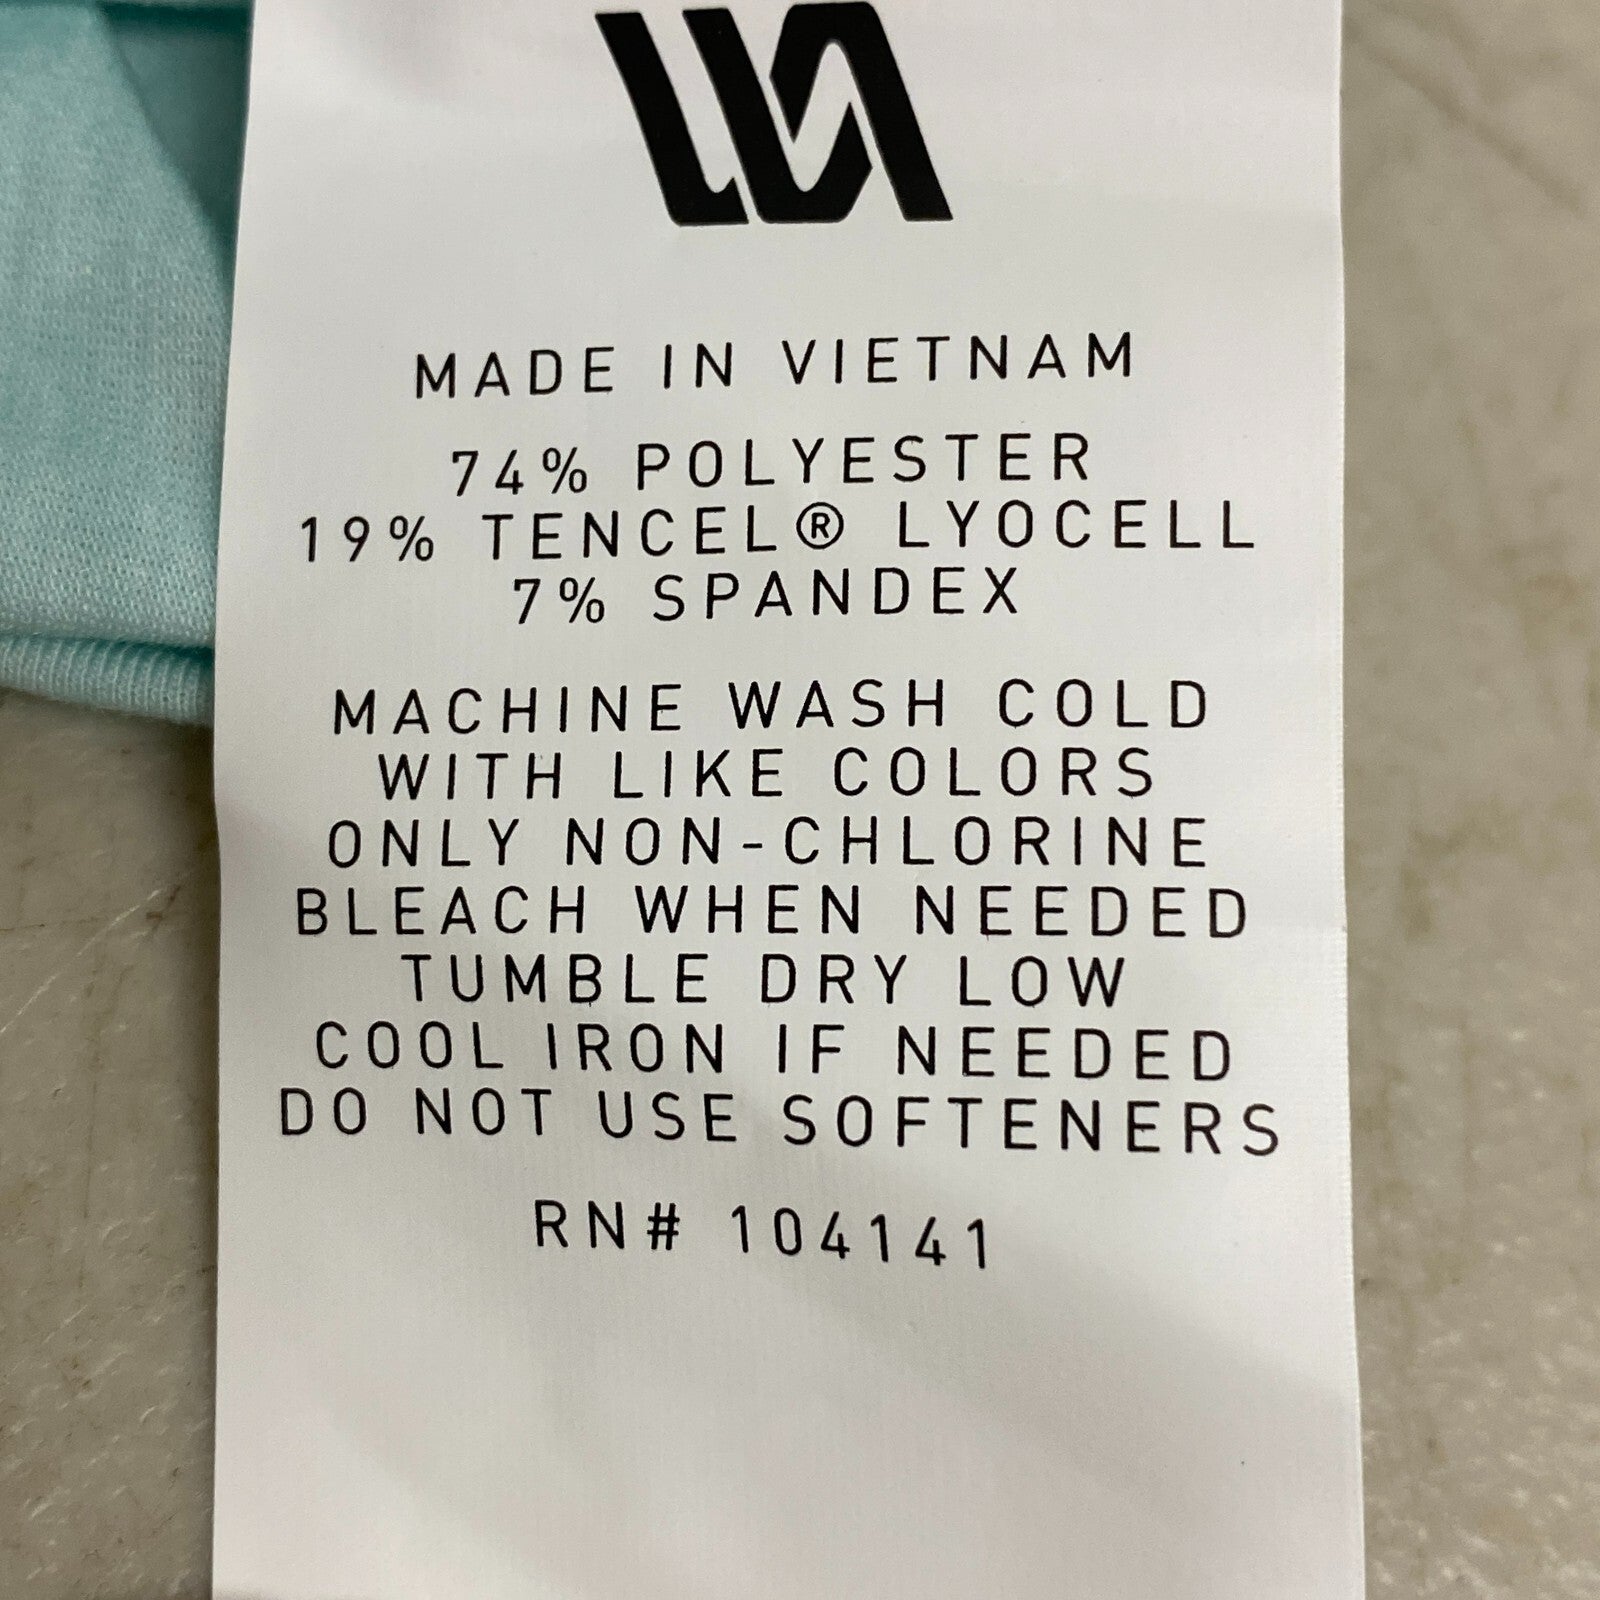 MADE IN VIETNAM
74% POLYESTER
19% TENCEL® LYOCELL
7% SPANDEX
MACHINE WASH COLD
WITH LIKE COLORS
ONLY NON-CHLORINE
BLEACH WHEN NEEDED
TUMBLE DRY LOW
COOL IRON IF NEEDED
DO NOT USE SOFTENERS
RN# 104141